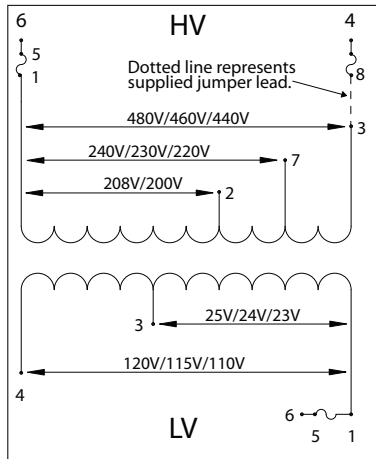 6 HV 4
5
1 8
Dotted line represents
supplied jumper lead.
480V/460V/440V 3
240V/230V/220V 7
208V/200V 2
3 25V/24V/23V
120V/115V/110V
4
6 5 1
LV